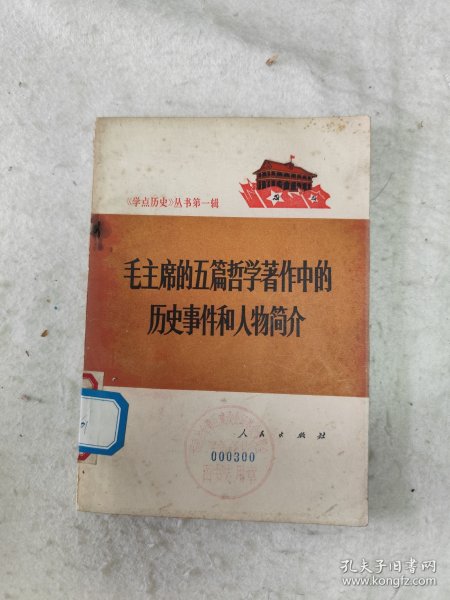 《学点历史》丛书第一辑
毛主席的五篇哲学著作中的
历史事件和人物简介
人民出版社
000300
孔夫子旧书网
www.kongfz.com